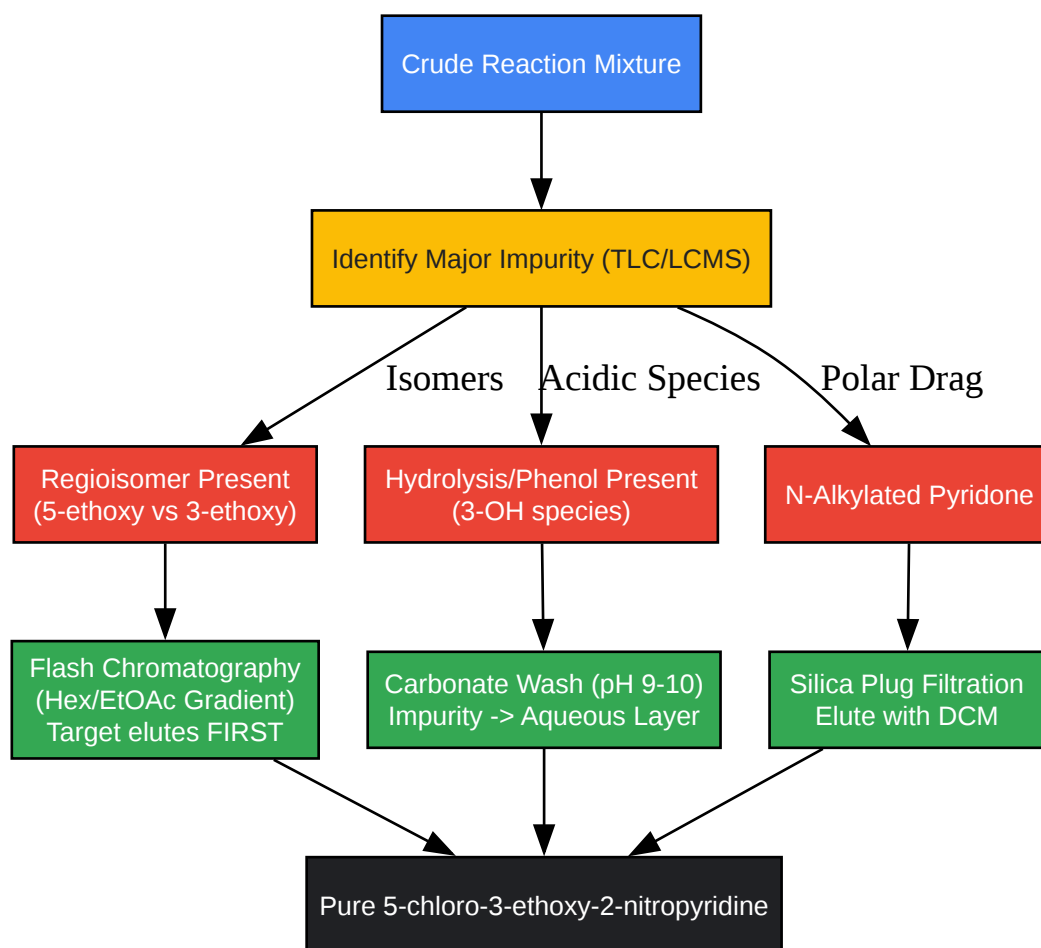 Crude Reaction Mixture
Identify Major Impurity (TLC/LCMS)
Isomers
Acidic Species
Polar Drag
Regioisomer Present
(5-ethoxy vs 3-ethoxy)
Hydrolysis/Phenol Present
(3-OH species)
N-Alkylated Pyridone
Flash Chromatography
(Hex/EtOAc Gradient)
Target elutes FIRST
Carbonate Wash (pH 9-10)
Impurity -> Aqueous Layer
Silica Plug Filtration
Elute with DCM
Pure 5-chloro-3-ethoxy-2-nitropyridine